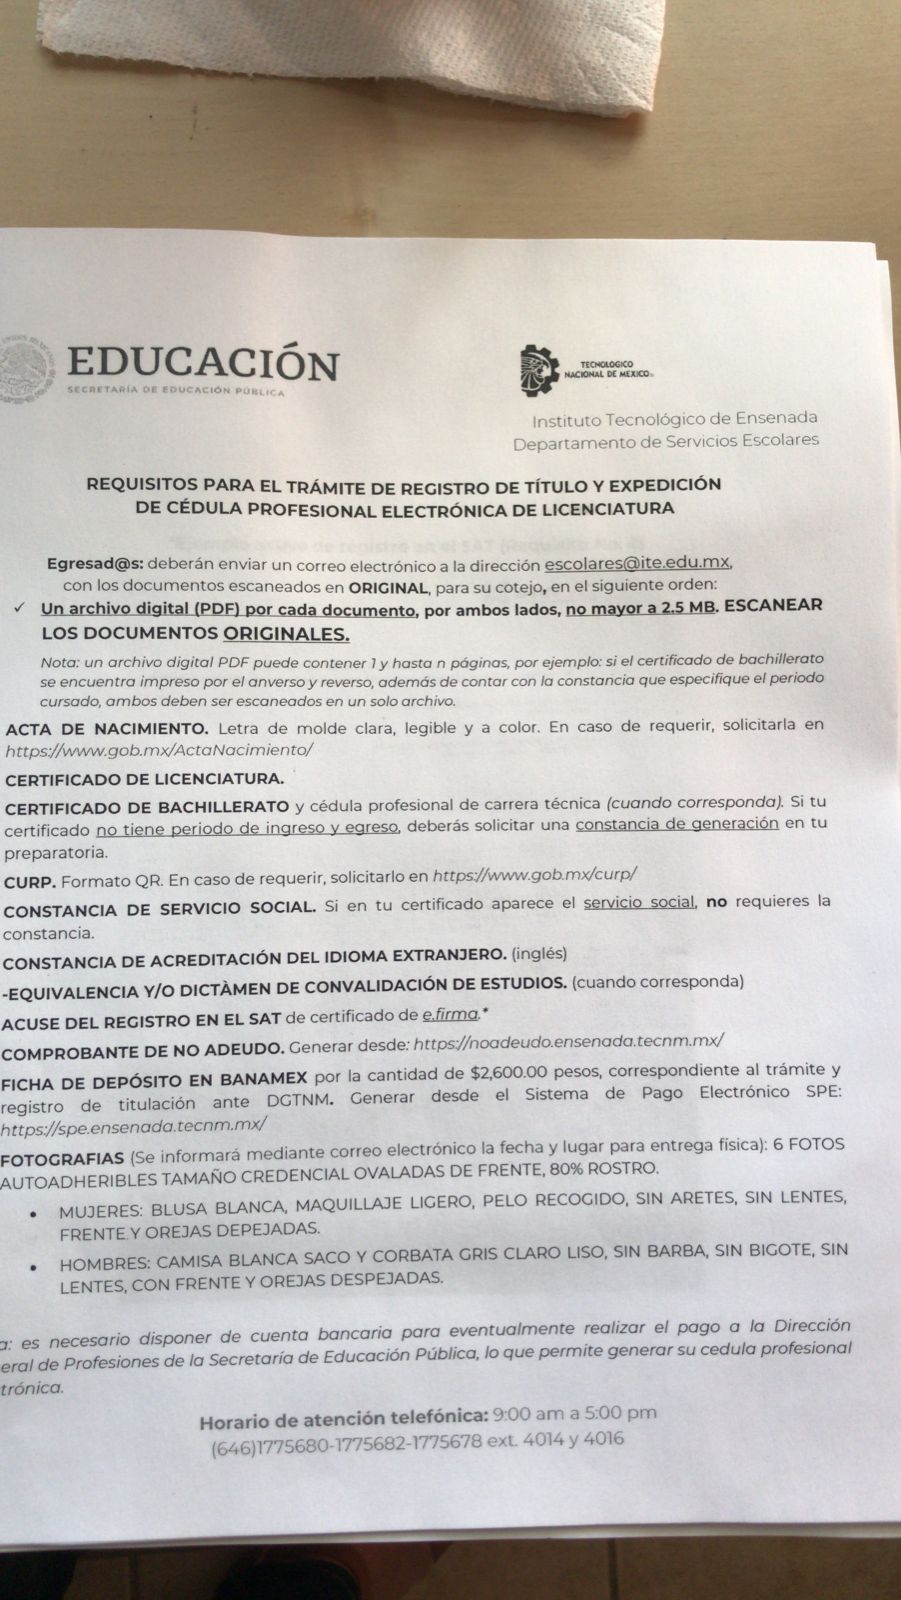 EDUCACIÓN
SECRETARÍA DE EDUCACIÓN PÚBLICA
TECNOLÓGICO
NACIONAL DE MÉXICO
Instituto Tecnológico de Ensenada
Departamento de Servicios Escolares
REQUISITOS PARA EL TRÁMITE DE REGISTRO DE TÍTULO Y EXPEDICIÓN
DE CÉDULA PROFESIONAL ELECTRÓNICA DE LICENCIATURA
Egresad@s: deberán enviar un correo electrónico a la dirección escolares@ite.edu.mx,
con los documentos escaneados en ORIGINAL, para su cotejo, en el siguiente orden:
✓ Un archivo digital (PDF) por cada documento, por ambos lados, no mayor a 2.5 MB. ESCANEAR
LOS DOCUMENTOS ORIGINALES.
Nota: un archivo digital PDF puede contener 1 y hasta n páginas, por ejemplo: si el certificado de bachillerato
se encuentra impreso por el anverso y reverso, además de contar con la constancia que especifique el periodo
cursado, ambos deben ser escaneados en un solo archivo.
ACTA DE NACIMIENTO. Letra de molde clara, legible y a color. En caso de requerir, solicitarla en
https://www.gob.mx/ActaNacimiento/
CERTIFICADO DE LICENCIATURA.
CERTIFICADO DE BACHILLERATO y cédula profesional de carrera técnica (cuando corresponda). Si tu
certificado no tiene periodo de ingreso y egreso, deberás solicitar una constancia de generación en tu
preparatoria.
CURP. Formato QR. En caso de requerir, solicitarlo en https://www.gob.mx/curp/
CONSTANCIA DE SERVICIO SOCIAL. Si en tu certificado aparece el servicio social, no requieres la
constancia.
CONSTANCIA DE ACREDITACIÓN DEL IDIOMA EXTRANJERO. (inglés)
-EQUIVALENCIA Y/O DICTÀMEN DE CONVALIDACIÓN DE ESTUDIOS. (cuando corresponda)
ACUSE DEL REGISTRO EN EL SAT de certificado de e.firma.*
COMPROBANTE DE NO ADEUDO. Generar desde: https://noadeudo.ensenada.tecnm.mx/
FICHA DE DEPÓSITO EN BANAMEX por la cantidad de $2,600.00 pesos, correspondiente al trámite y
registro de titulación ante DGTNM. Generar desde el Sistema de Pago Electrónico SPE:
https://spe.ensenada.tecnm.mx/
FOTOGRAFIAS (Se informará mediante correo electrónico la fecha y lugar para entrega física): 6 FOTOS
AUTOADHERIBLES TAMAÑO CREDENCIAL OVALADAS DE FRENTE, 80% ROSTRO.
• MUJERES: BLUSA BLANCA, MAQUILLAJE LIGERO, PELO RECOGIDO, SIN ARETES, SIN LENTES,
FRENTE Y OREJAS DEPEJADAS.
• HOMBRES: CAMISA BLANCA SACO Y CORBATA GRIS CLARO LISO, SIN BARBA, SIN BIGOTE, SIN
LENTES, CON FRENTE Y OREJAS DESPEJADAS.
a: es necesario disponer de cuenta bancaria para eventualmente realizar el pago a la Dirección
eral de Profesiones de la Secretaría de Educación Pública, lo que permite generar su cedula profesional
trónica.
Horario de atención telefónica: 9:00 am a 5:00 pm
(646)1775680-1775682-1775678 ext. 4014 y 4016